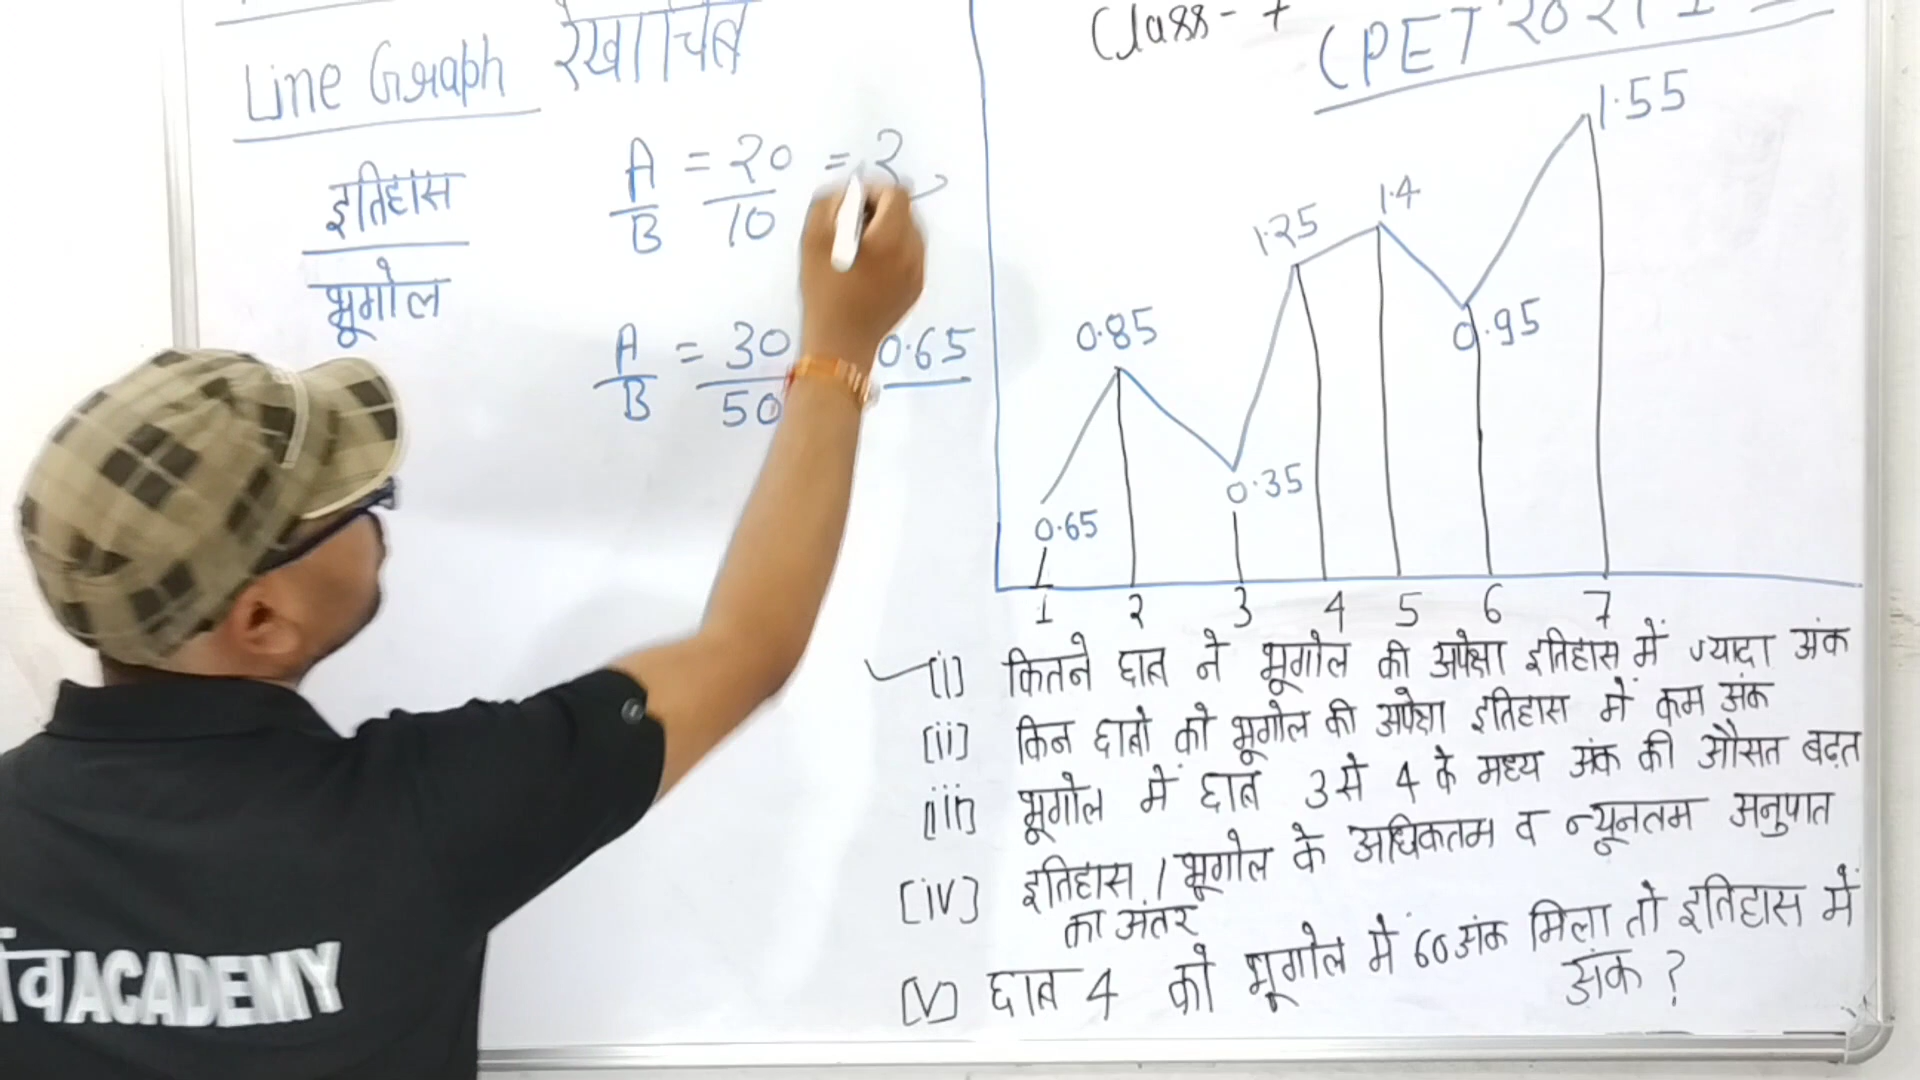 Line Graph रेखाचित्र
इतिहास
भूगोल
A = 20 = 2
B 10
A = 30 0.65
B 50
Class- 7
(PET 2021
0.65
0.85
0.35
1.25
1.4
0.95
1.55
1 2 3 4 5 6 7
(i) कितने छात्र ने भूगोल की अपेक्षा इतिहास में ज्यादा अंक
(ii) किन छात्रो को भूगोल की अपेक्षा इतिहास में कम अंक
(iii) भूगोल में छात्र 3 से 4 के मध्य अंक की औसत बढ़त
(iv) इतिहास / भूगोल के अधिकतम व न्यूनतम अनुपात
का अंतर
(v) छात्र 4 को भूगोल में 60 अंक मिला तो इतिहास में
अंक ?
ACADEMY